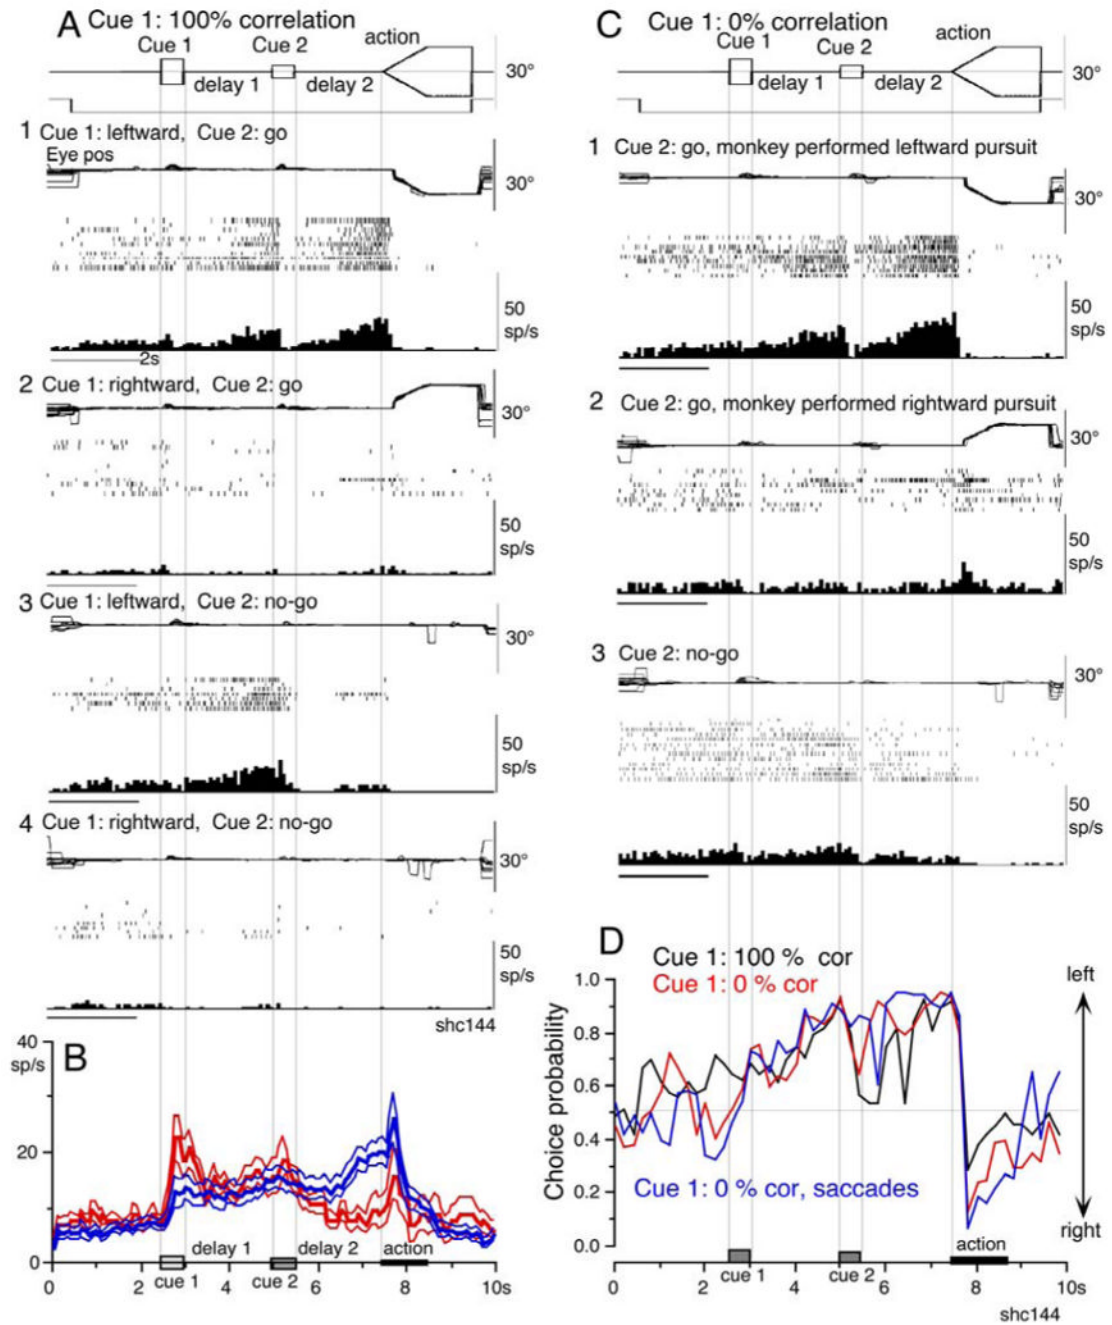 A Cue 1: 100% correlation
Cue 1
Cue 2
action
delay 1
delay 2
30°
1 Cue 1: leftward, Cue 2: go
Eye pos
30°
50
sp/s
2s
2 Cue 1: rightward, Cue 2: go
30°
50
sp/s
3 Cue 1: leftward, Cue 2: no-go
30°
50
sp/s
4 Cue 1: rightward, Cue 2: no-go
30°
50
sp/s
shc144
B
40
sp/s
20
0
delay 1
delay 2
action
cue 1
cue 2
0 2 4 6 8 10s
C Cue 1: 0% correlation
Cue 1
Cue 2
action
delay 1
delay 2
30°
1 Cue 2: go, monkey performed leftward pursuit
30°
50
sp/s
2 Cue 2: go, monkey performed rightward pursuit
30°
50
sp/s
3 Cue 2: no-go
30°
50
sp/s
D
Cue 1: 100 % cor
Cue 1: 0 % cor
Cue 1: 0 % cor, saccades
left
right
Choice probability
1.0
0.8
0.6
0.4
0.2
0.0
action
cue 1
cue 2
0 2 4 6 8 10s
shc144